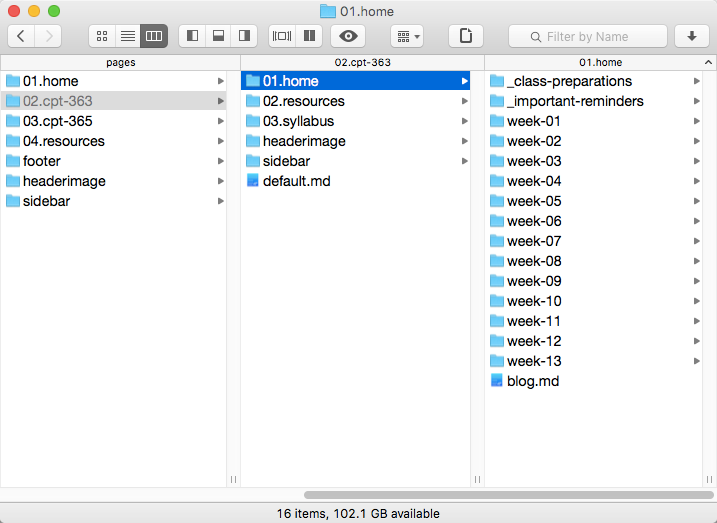 01.home
Filter by Name
pages
02.cpt-363
01.home
01.home
02.cpt-363
03.cpt-365
04.resources
footer
headerimage
sidebar
01.home
02.resources
03.syllabus
headerimage
sidebar
default.md
_class-preparations
_important-reminders
week-01
week-02
week-03
week-04
week-05
week-06
week-07
week-08
week-09
week-10
week-11
week-12
week-13
blog.md
16 items, 102.1 GB available